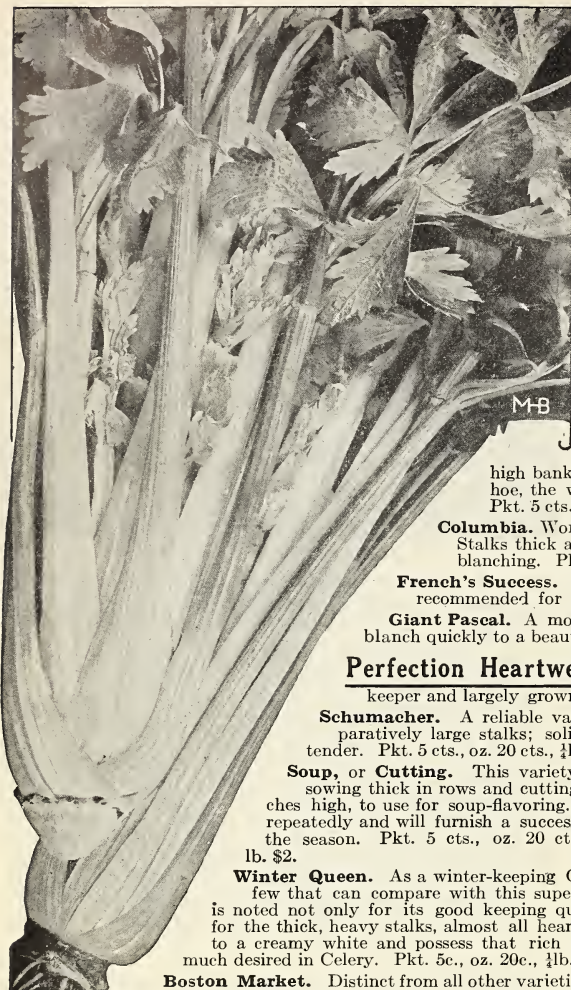 MHB
J
high bank
hoe, the v
Pkt. 5 cts.
Columbia. Wor
Stalks thick a
blanching. Pl
French's Success.
recommended for
Giant Pascal. A mo
blanch quickly to a beau
Perfection Heartwe
keeper and largely grown
Schumacher. A reliable va
paratively large stalks; soli
tender. Pkt. 5 cts., oz. 20 cts., ¼l
Soup, or Cutting. This variety
sowing thick in rows and cutting
ches high, to use for soup-flavoring.
repeatedly and will furnish a succes
the season. Pkt. 5 cts., oz. 20 ct
lb. $2.
Winter Queen. As a winter-keeping C
few that can compare with this supe
is noted not only for its good keeping qu
for the thick, heavy stalks, almost all hear
to a creamy white and possess that rich
much desired in Celery. Pkt. 5c., oz. 20c., ¼lb.
Boston Market. Distinct from all other varieti